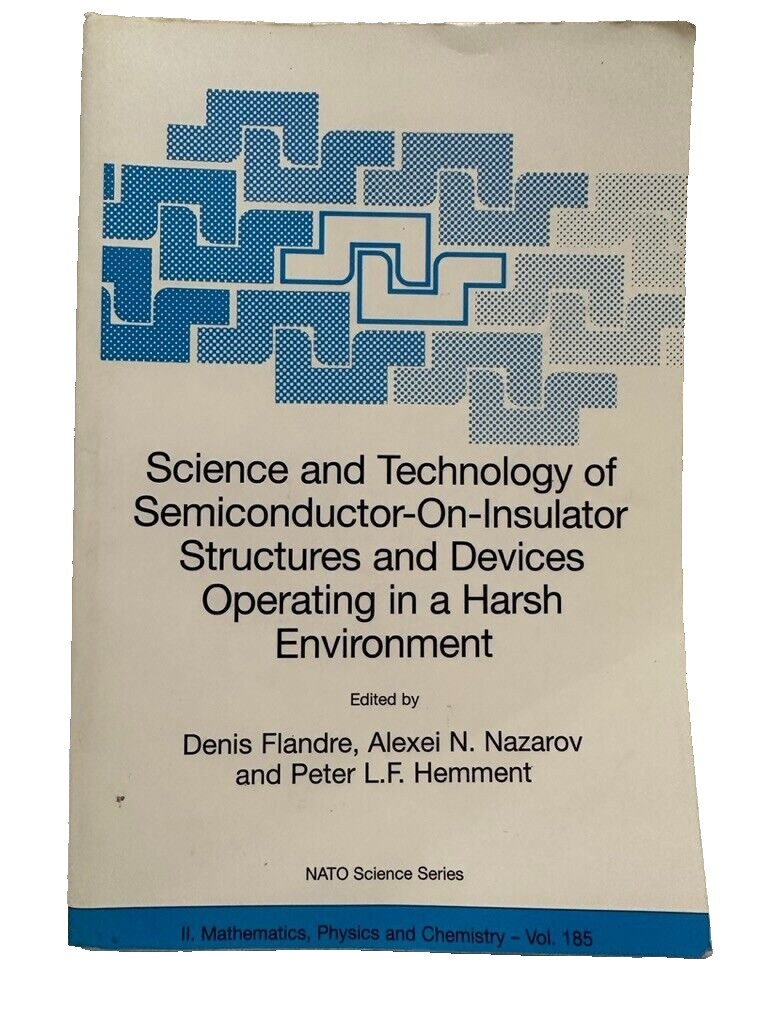 Science and Technology of
Semiconductor-On-Insulator
Structures and Devices
Operating in a Harsh
Environment
Edited by
Denis Flandre, Alexei N. Nazarov
and Peter L.F. Hemment
NATO Science Series
II. Mathematics, Physics and Chemistry – Vol. 185